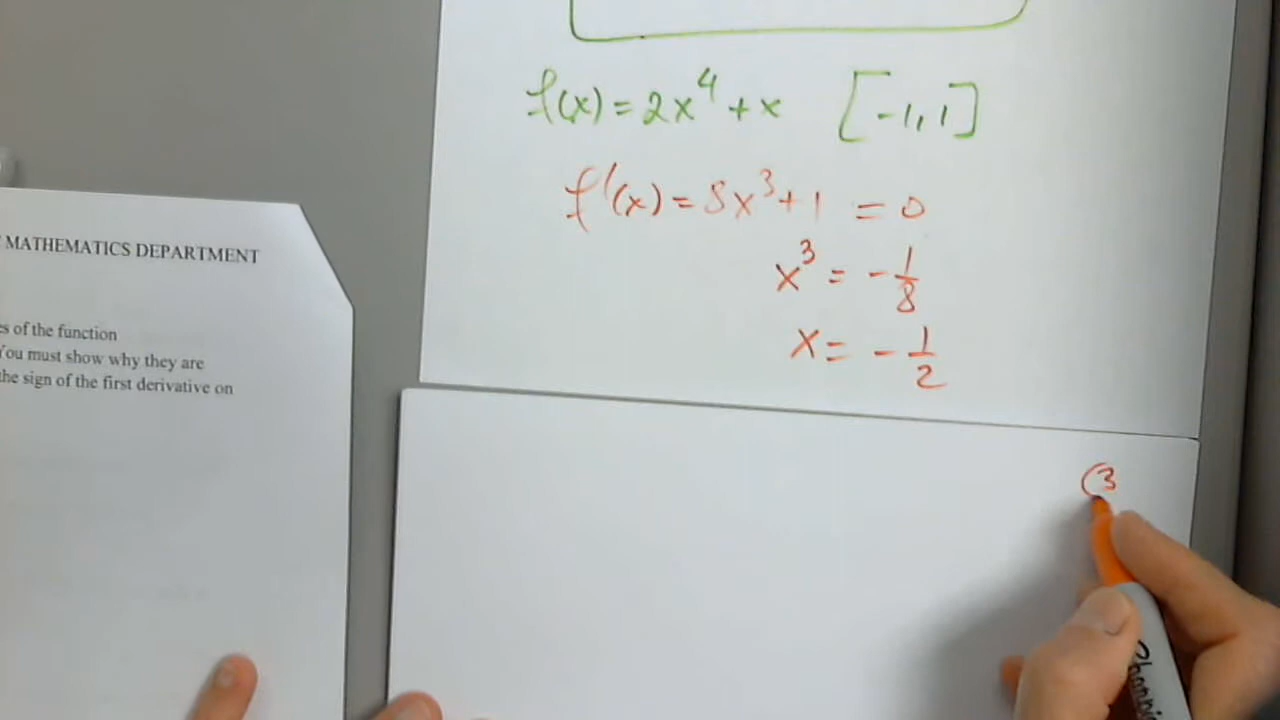 f(x) = 2x⁴ + x [-1, 1]
f'(x) = 8x³ + 1 = 0
x³ = - 1/8
x = - 1/2
MATHEMATICS DEPARTMENT
es of the function
You must show why they are
the sign of the first derivative on
3